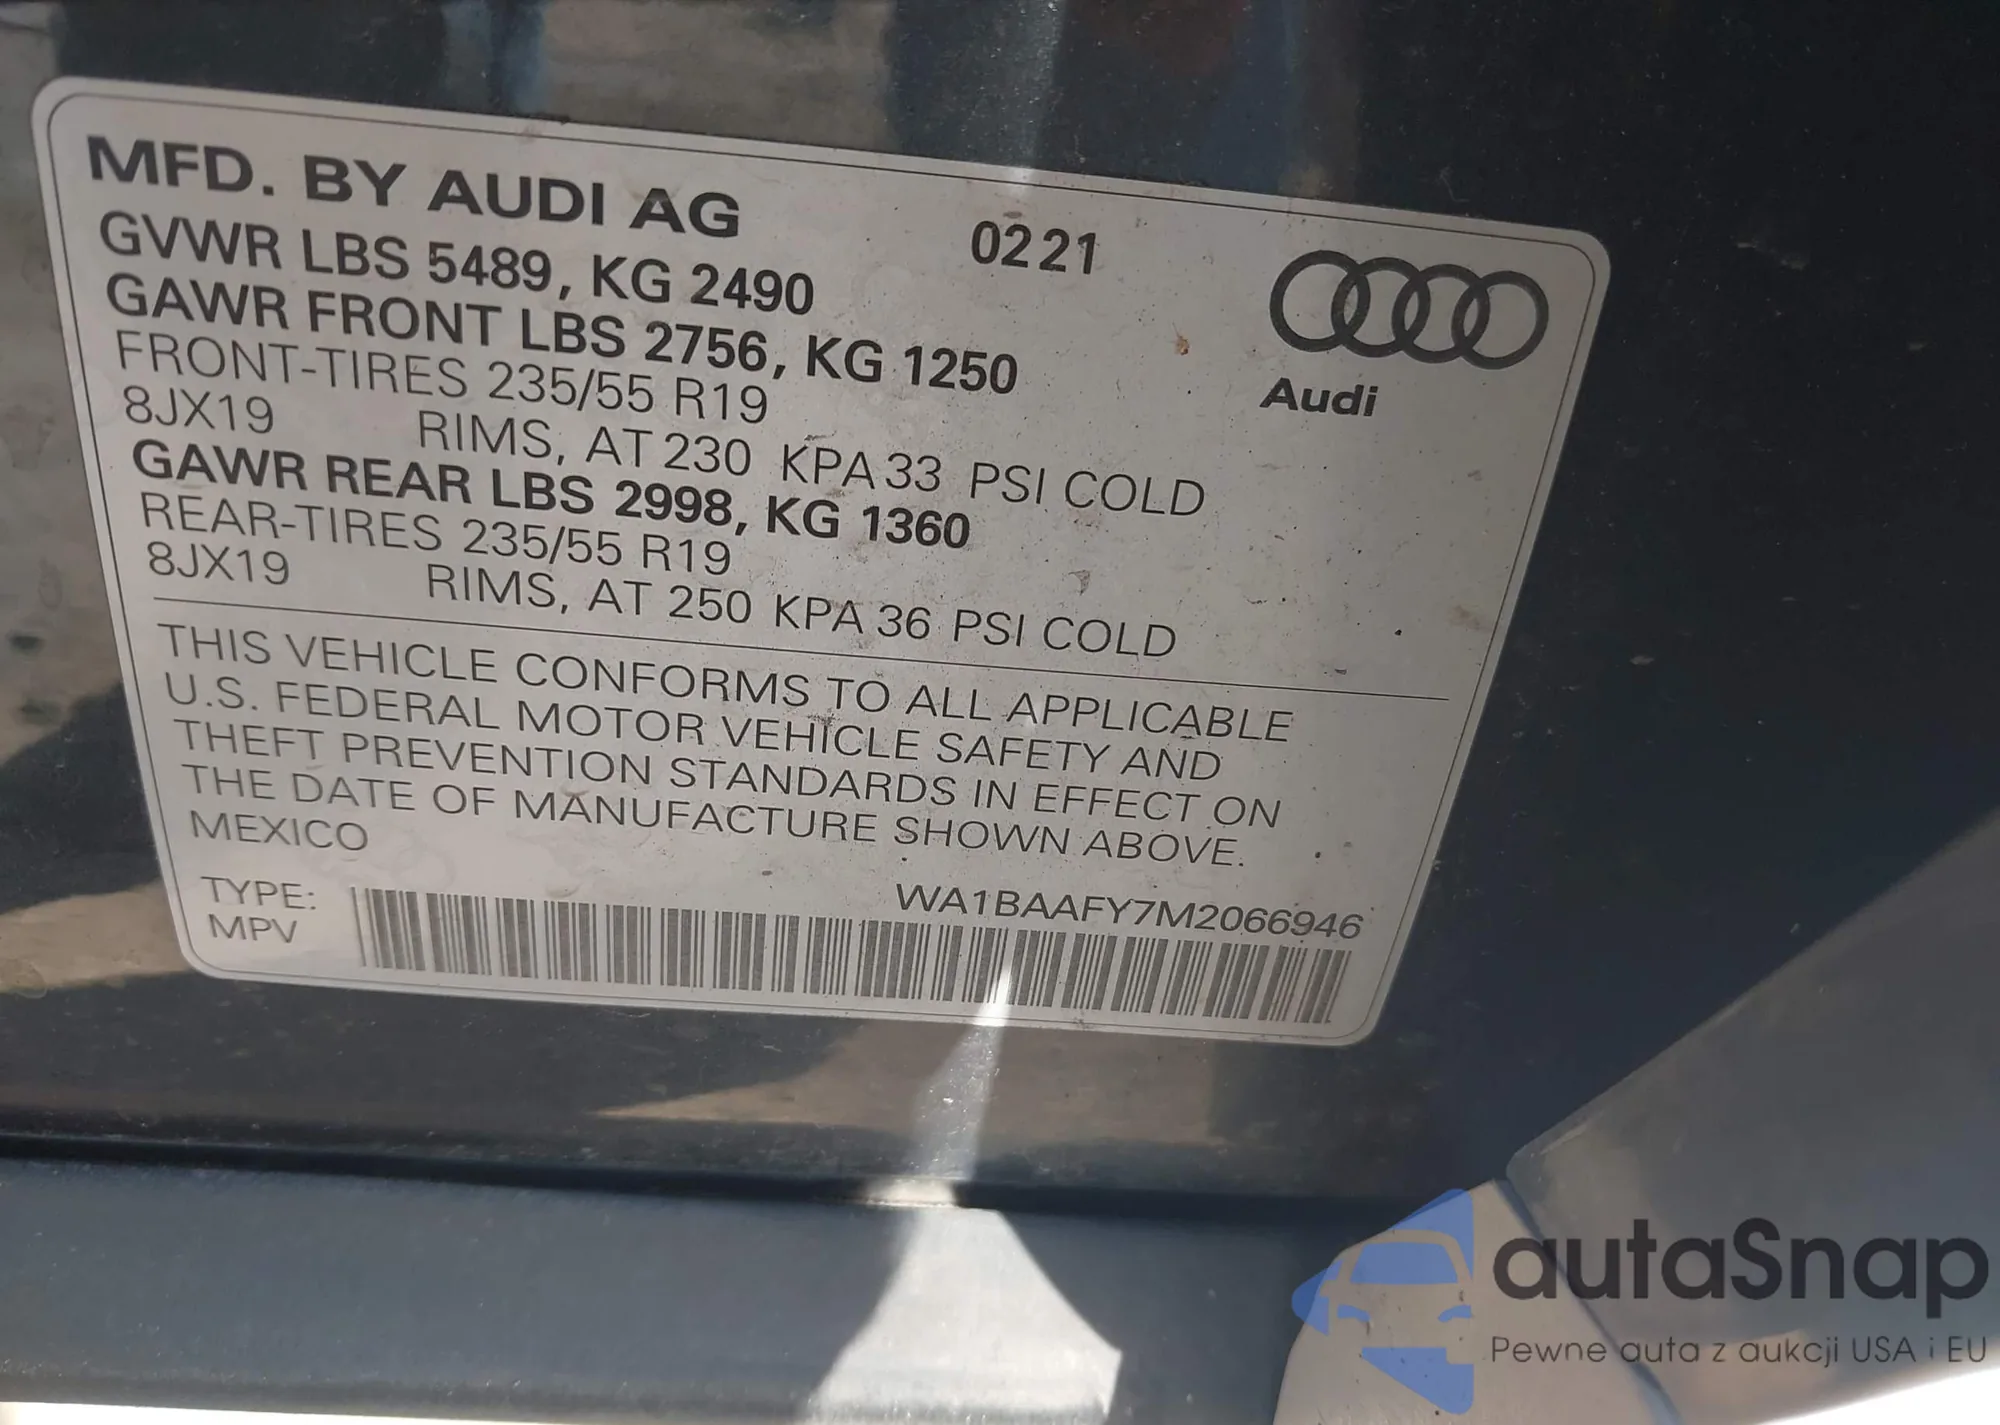 MFD. BY AUDI AG
0221
GVWR LBS 5489, KG 2490
GAWR FRONT LBS 2756, KG 1250
FRONT-TIRES 235/55 R19
8JX19 RIMS, AT 230 KPA 33 PSI COLD
GAWR REAR LBS 2998, KG 1360
REAR-TIRES 235/55 R19
8JX19 RIMS, AT 250 KPA 36 PSI COLD
Audi
THIS VEHICLE CONFORMS TO ALL APPLICABLE
U.S. FEDERAL MOTOR VEHICLE SAFETY AND
THEFT PREVENTION STANDARDS IN EFFECT ON
THE DATE OF MANUFACTURE SHOWN ABOVE.
MEXICO
TYPE:
MPV
WA1BAAFY7M2066946
autaSnap
Pewne auta z aukcji USA i EU